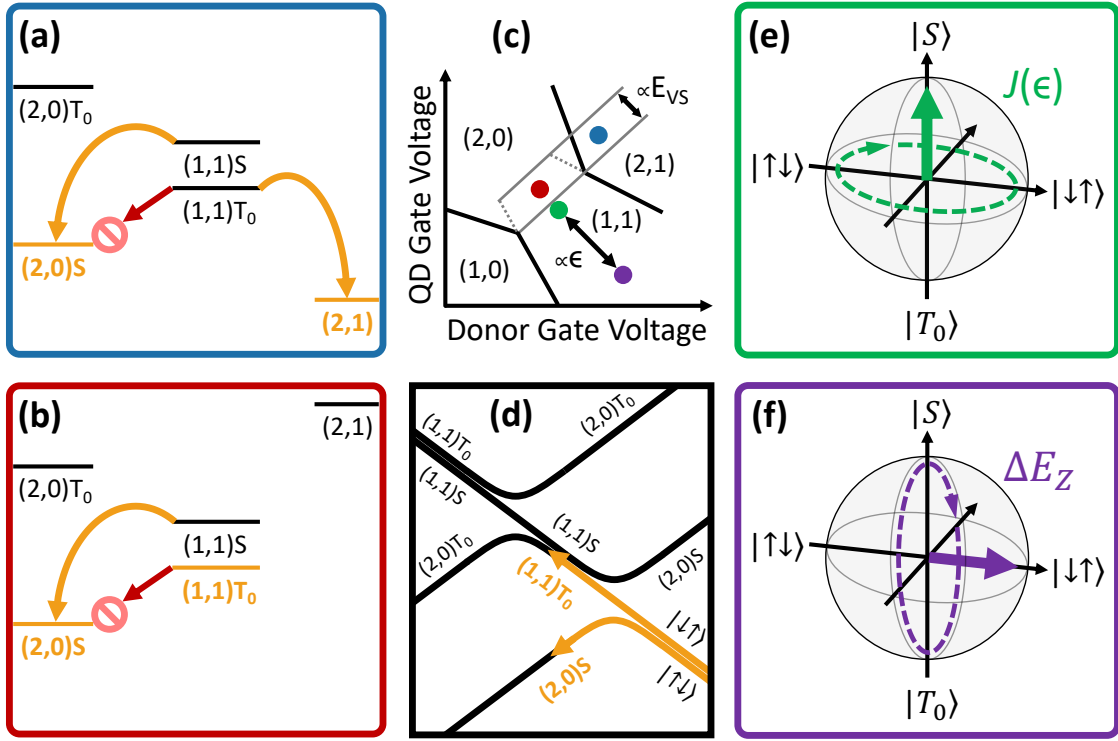 (a)
(2,0)T₀
(1,1)S
(1,1)T₀
(2,0)S
(2,1)
(b)
(2,1)
(2,0)T₀
(1,1)S
(1,1)T₀
(2,0)S
(c)
∝E_VS
(2,0)
(2,1)
(1,1)
∝ϵ
(1,0)
QD Gate Voltage
Donor Gate Voltage
(d)
(1,1)T₀
(2,0)T₀
(1,1)S
(1,1)S
(2,0)T₀
(1,1)T₀
(2,0)S
|↓↑⟩
(2,0)S
|↑↓⟩
(e)
|S⟩
J(ϵ)
|↑↓⟩
|↓↑⟩
|T₀⟩
(f)
|S⟩
ΔE_Z
|↑↓⟩
|↓↑⟩
|T₀⟩